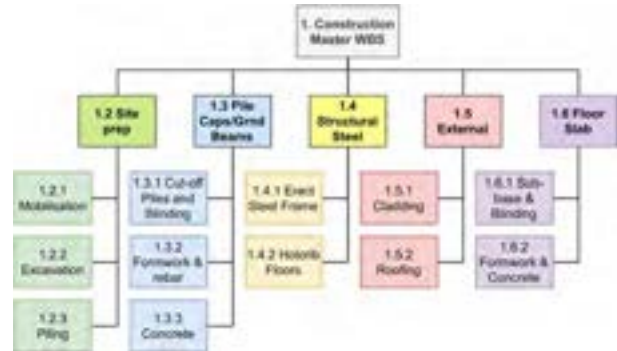 1. Construction
Master WBS
1.2 Site
prep
1.3 Pile
Caps/Grnd
Beams
1.4
Structural
Steel
1.5
External
1.6 Floor
Slab
1.2.1
Mobilisation
1.3.1 Cut-off
Piles and
Blinding
1.4.1 Erect
Steel Frame
1.5.1
Cladding
1.6.1 Sub-
base &
Blinding
1.2.2
Excavation
1.3.2
Formwork &
rebar
1.4.2 Holorib
Floors
1.5.2
Roofing
1.6.2
Formwork &
Concrete
1.2.3
Piling
1.3.3
Concrete